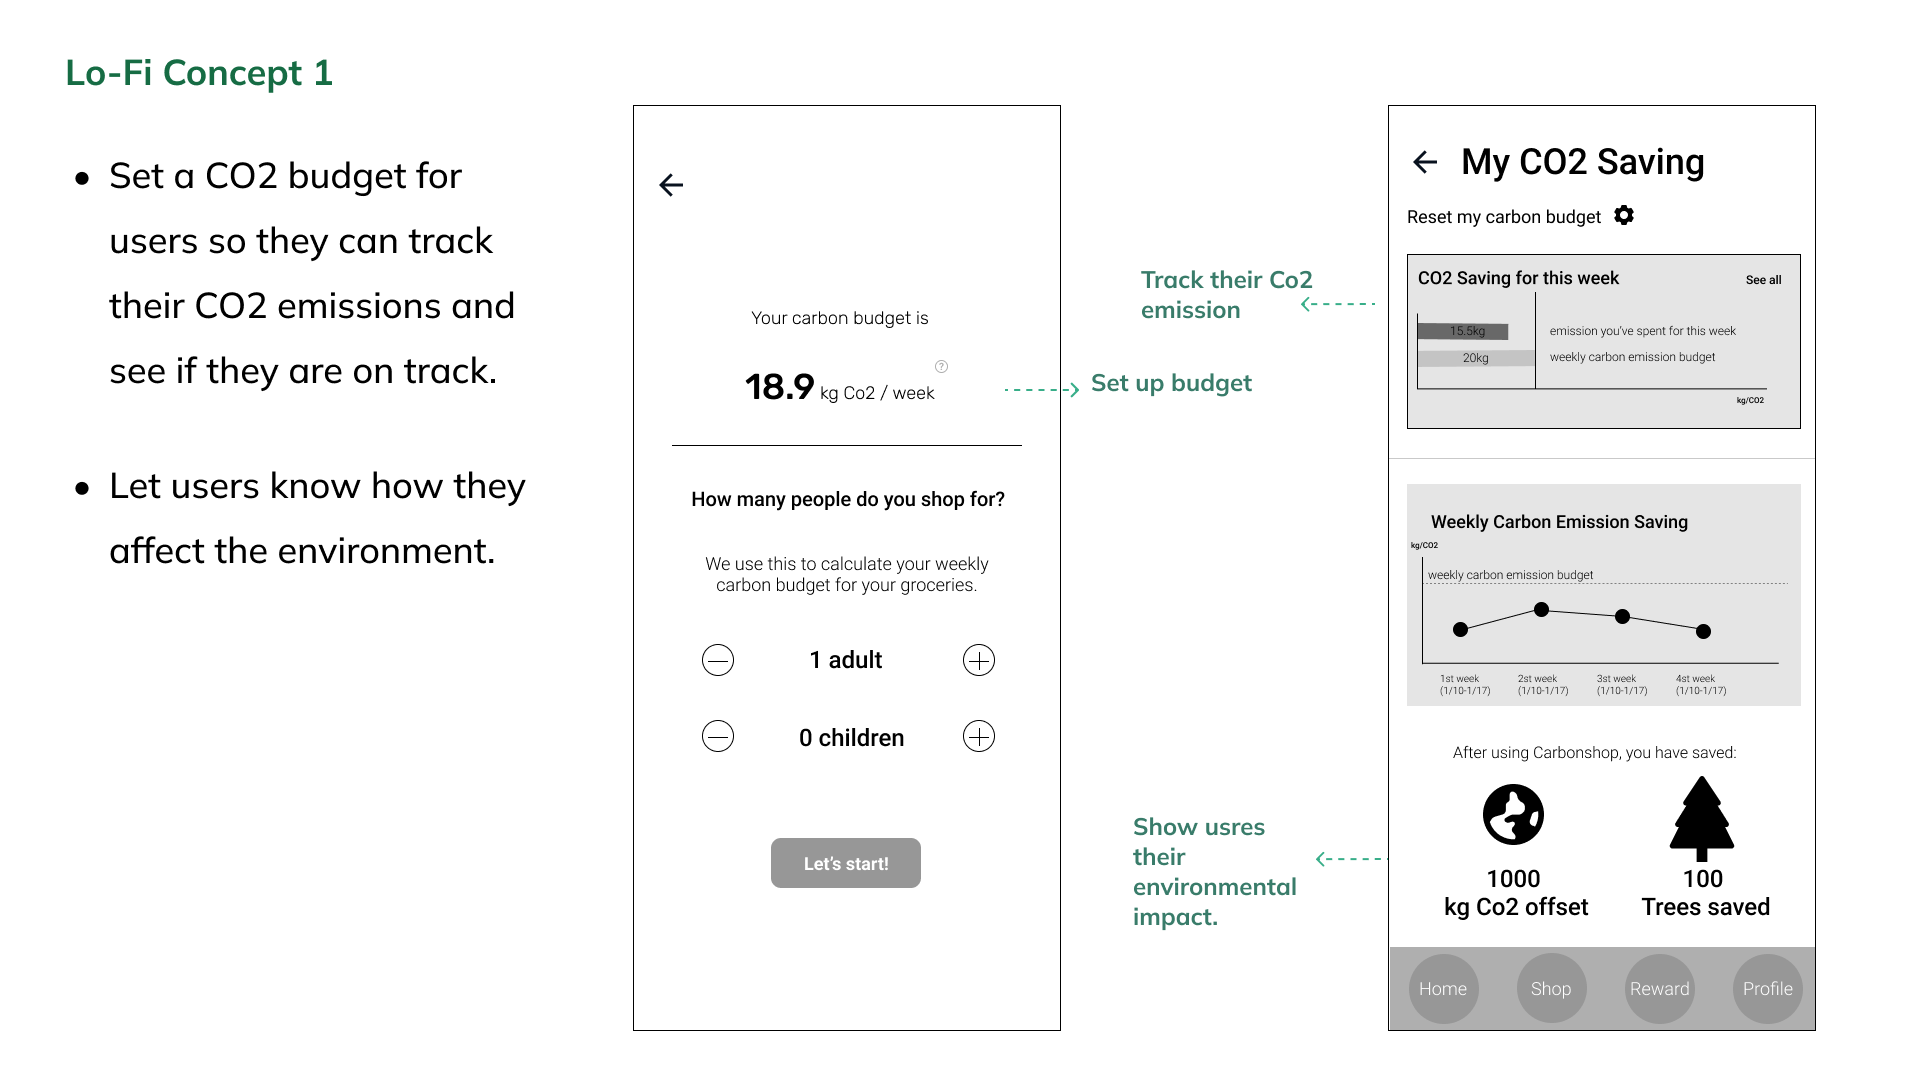 Lo-Fi Concept 1
• Set a CO2 budget for
users so they can track
their CO2 emissions and
see if they are on track.
• Let users know how they
affect the environment.
Your carbon budget is
?
18.9 kg Co2 / week
How many people do you shop for?
We use this to calculate your weekly
carbon budget for your groceries.
1 adult
0 children
Let's start!
Set up budget
Track their Co2
emission
Show usres
their
environmental
impact.
My CO2 Saving
Reset my carbon budget
CO2 Saving for this week
See all
15.5kg
emission you've spent for this week
20kg
weekly carbon emission budget
kg/CO2
Weekly Carbon Emission Saving
kg/CO2
weekly carbon emission budget
1st week
(1/10-1/17)
2st week
(1/10-1/17)
3st week
(1/10-1/17)
4st week
(1/10-1/17)
After using Carbonshop, you have saved:
1000
kg Co2 offset
100
Trees saved
Home
Shop
Reward
Profile